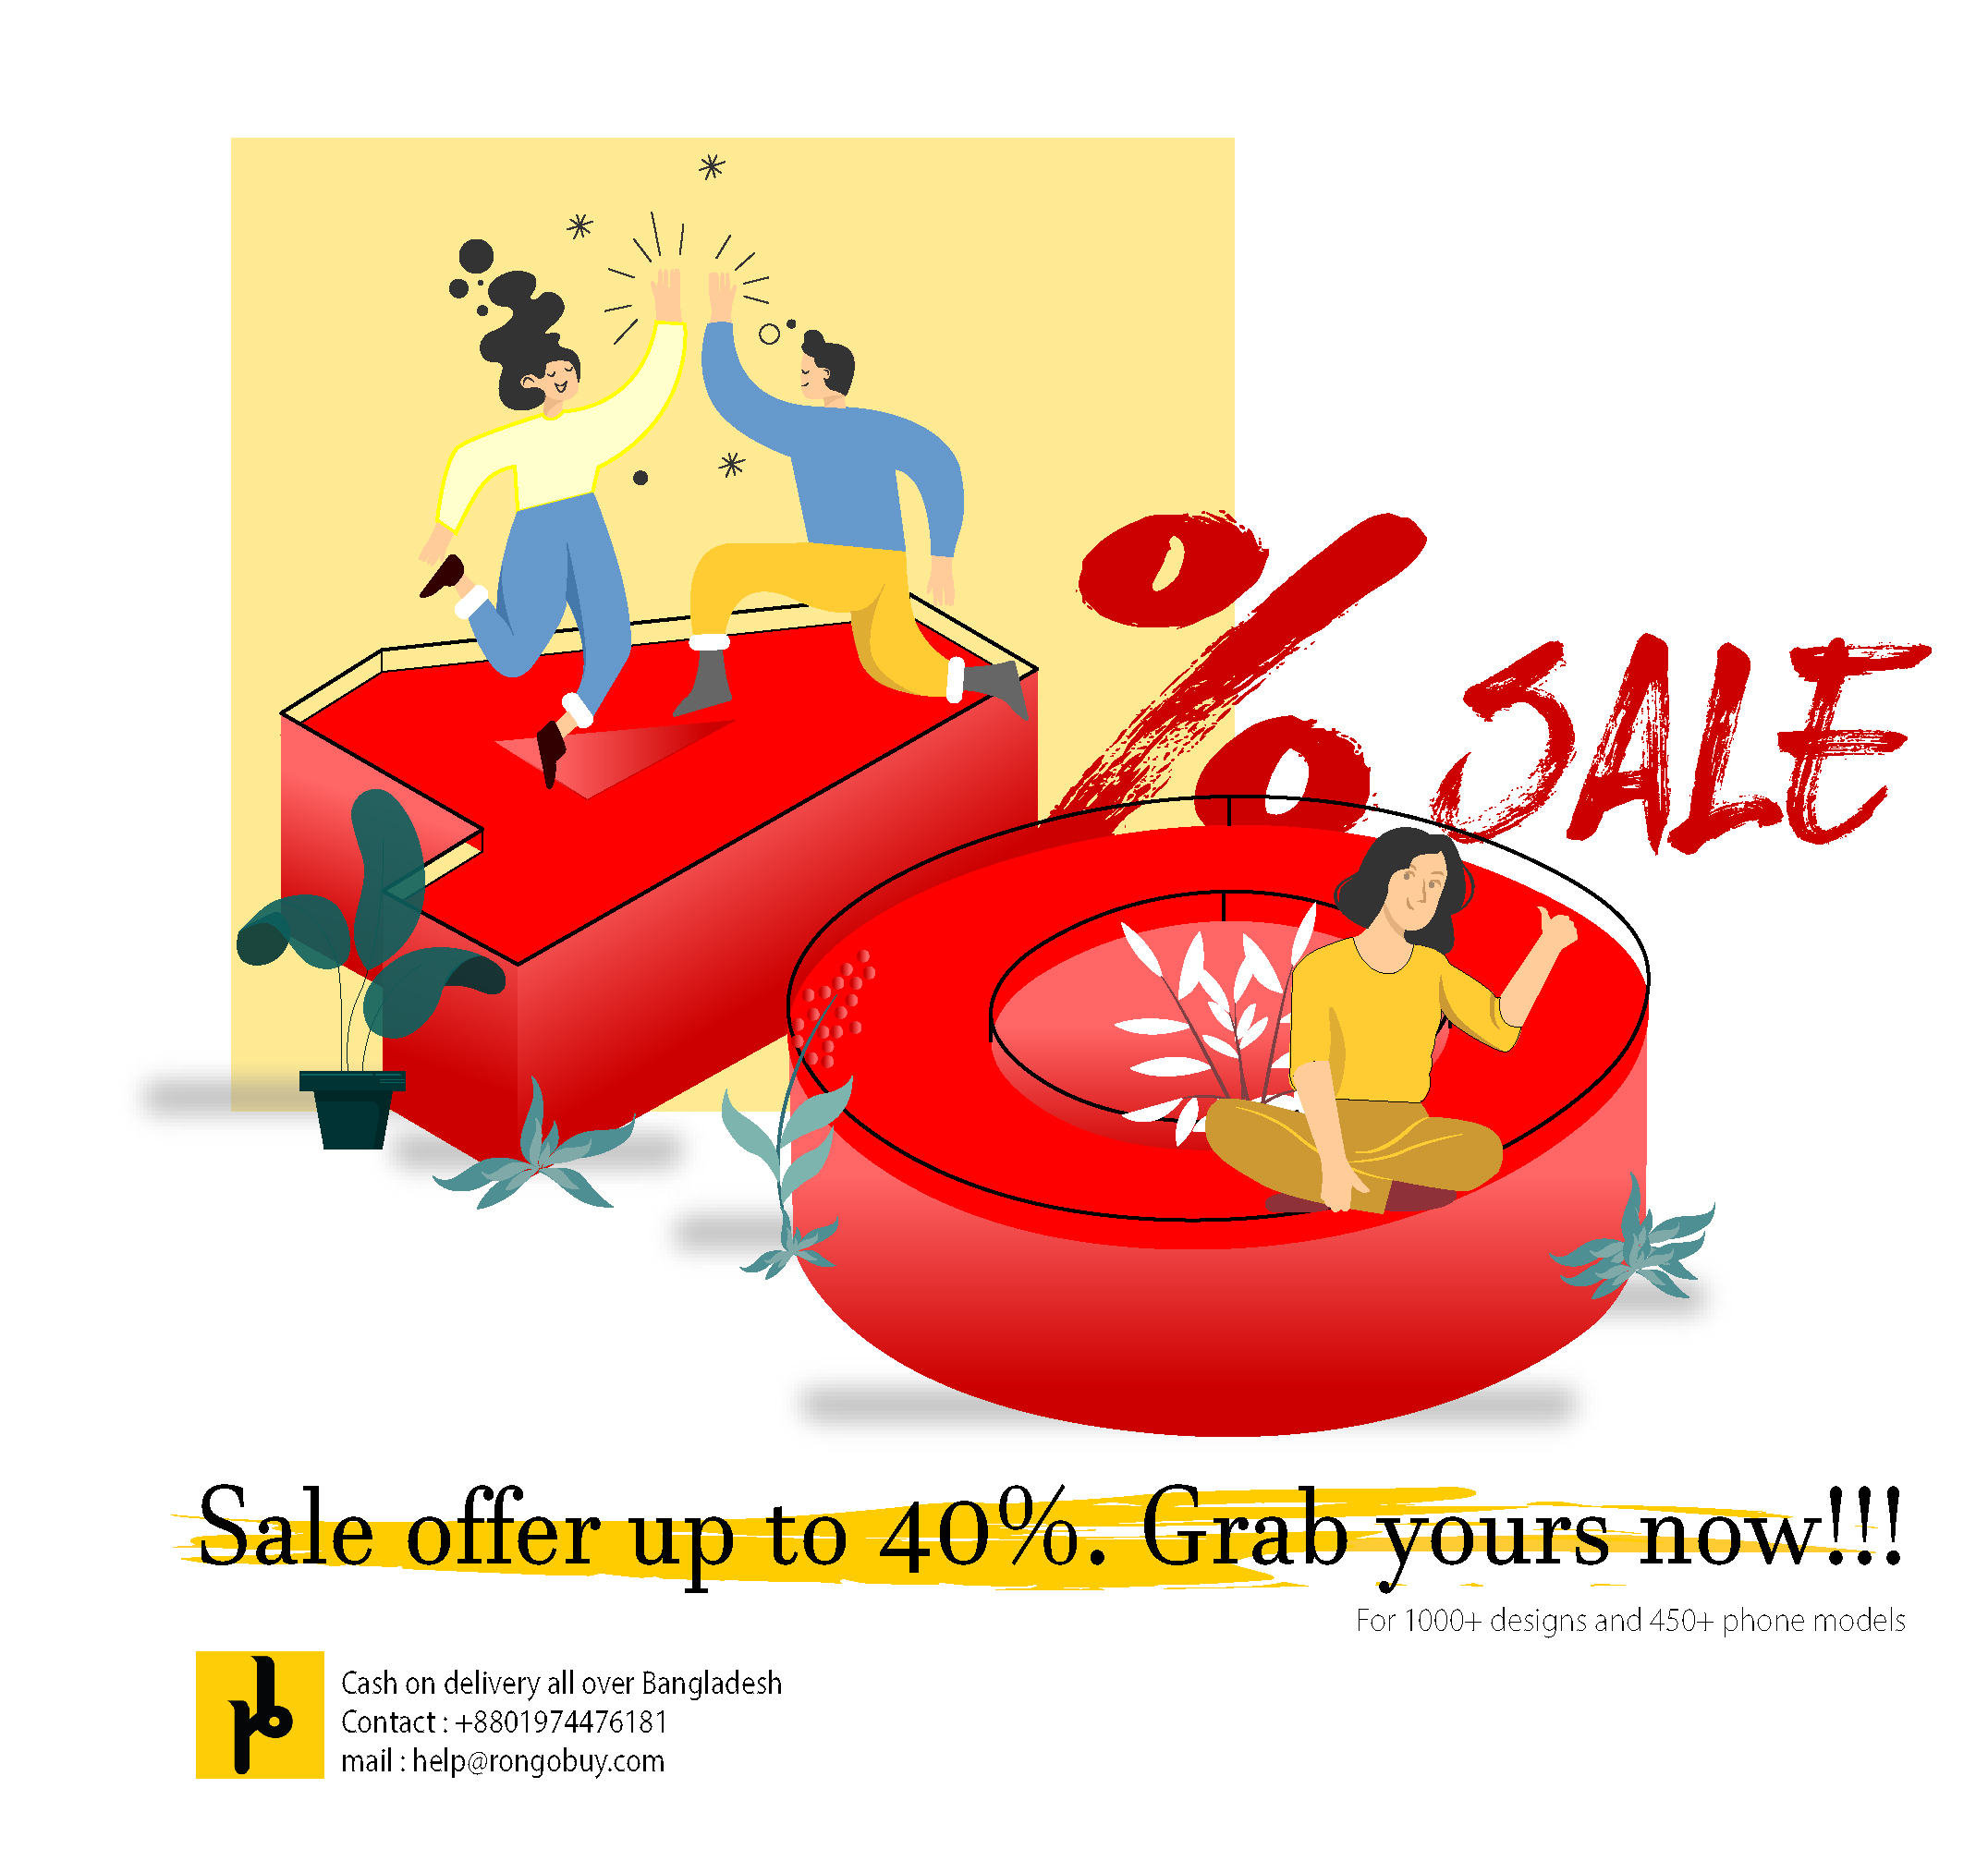 40
% SALE
Sale offer up to 40%. Grab yours now!!!
For 1000+ designs and 450+ phone models
Cash on delivery all over Bangladesh
Contact : +8801974476181
mail : help@rongobuy.com